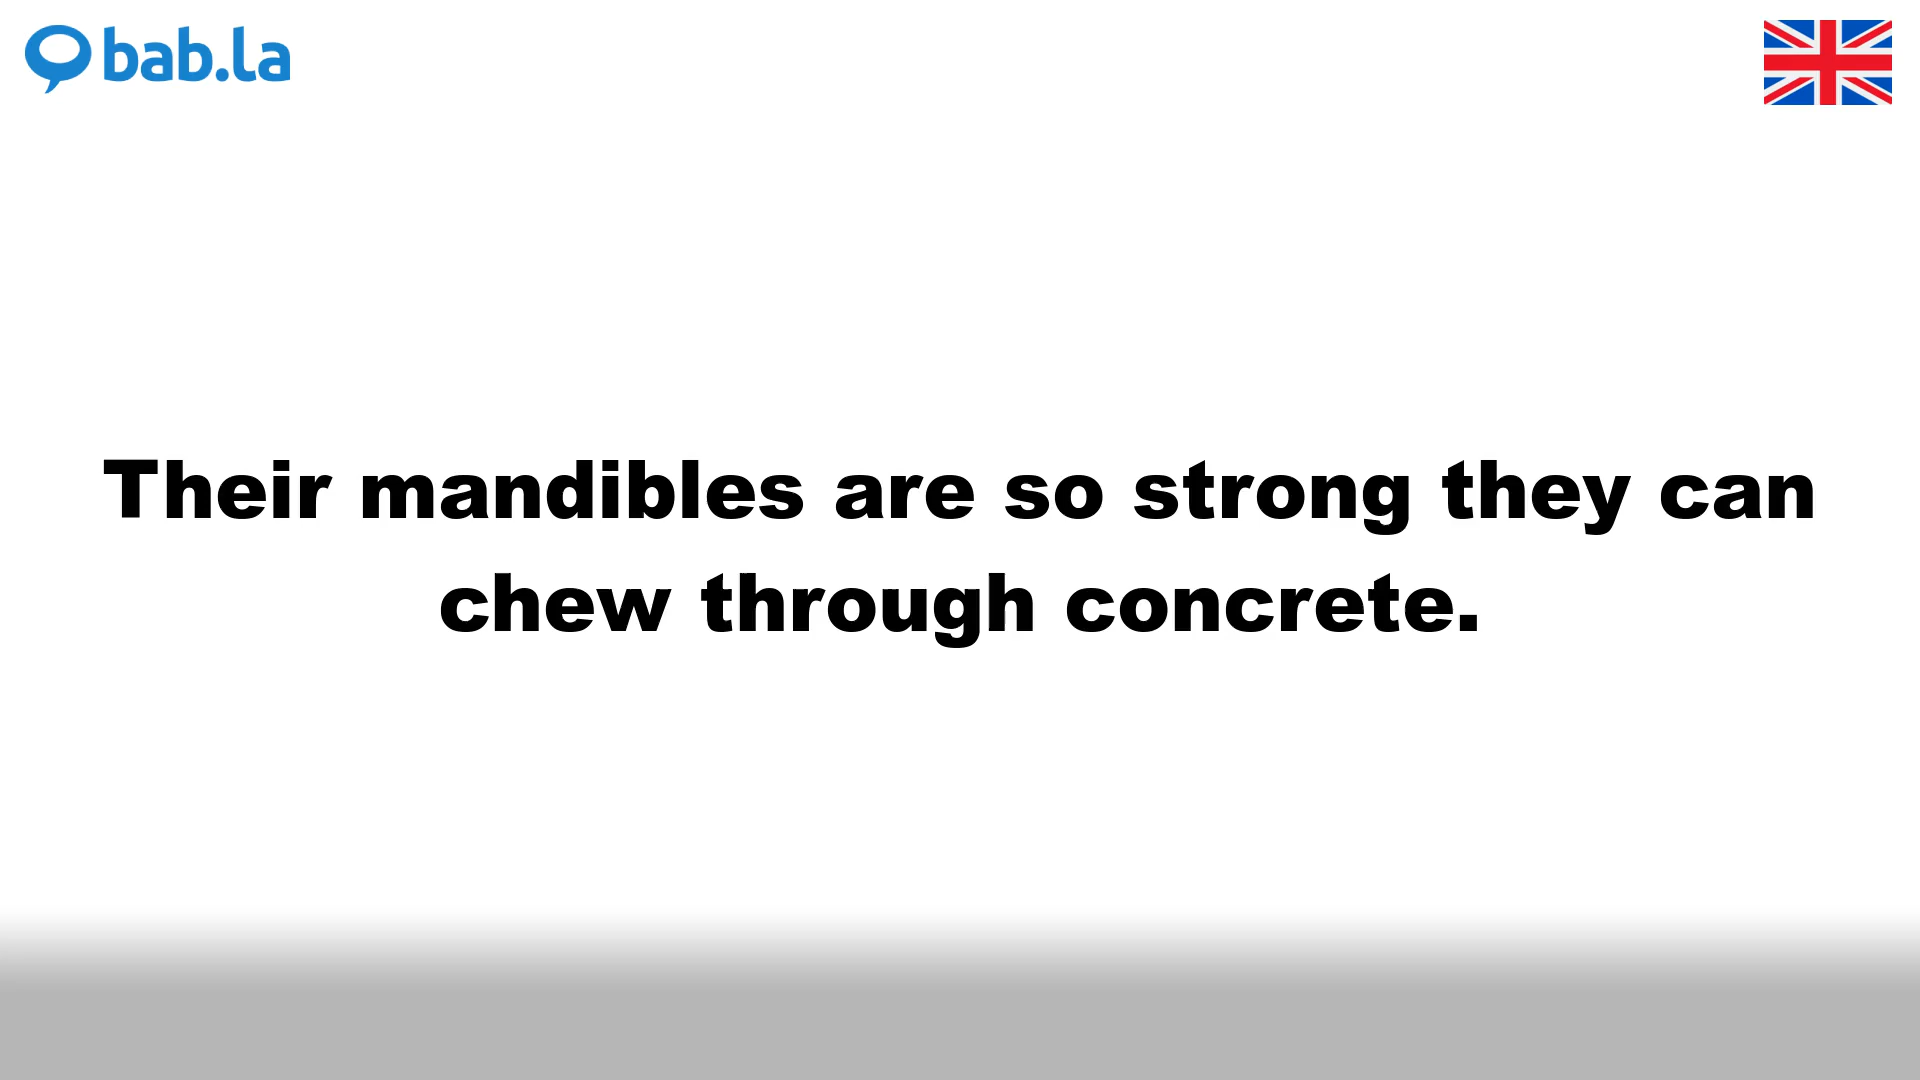 bab.la
Their mandibles are so strong they can
chew through concrete.